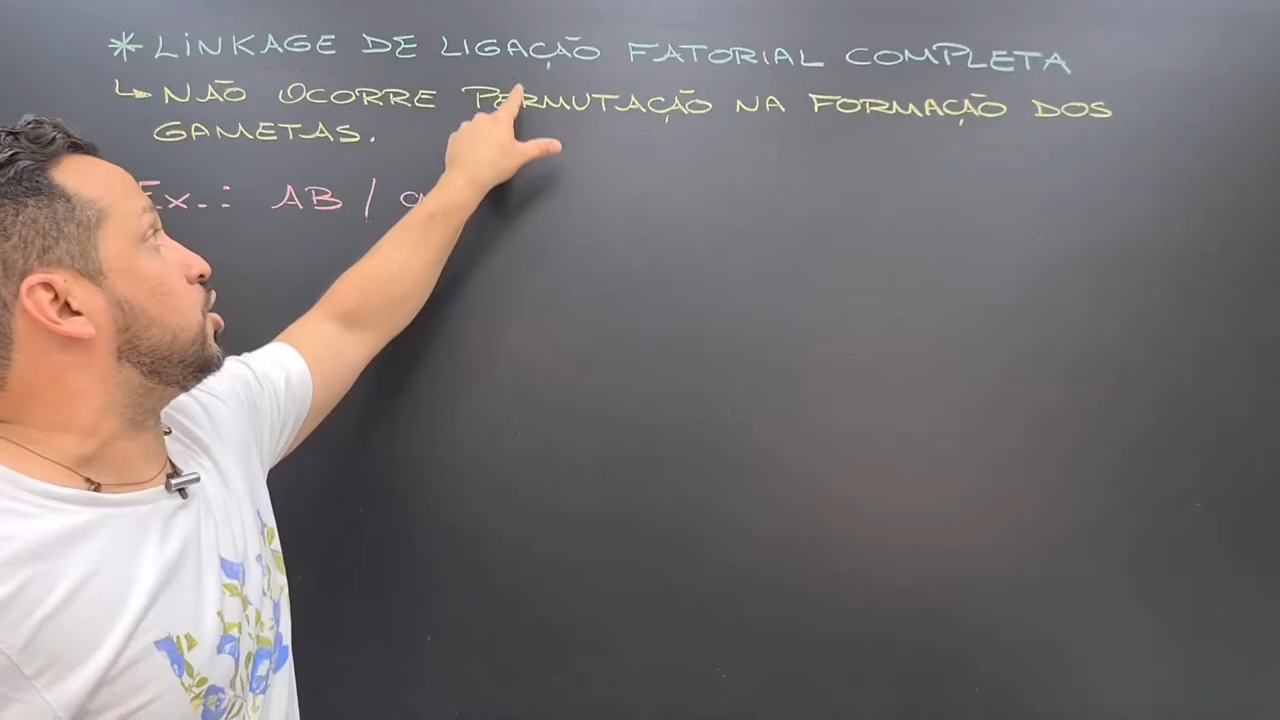 * LINKAGE DE LIGAÇÃO FATORIAL COMPLETA
↳ NÃO OCORRE PERMUTAÇÃO NA FORMAÇÃO DOS
GAMETAS.
Ex.: AB /